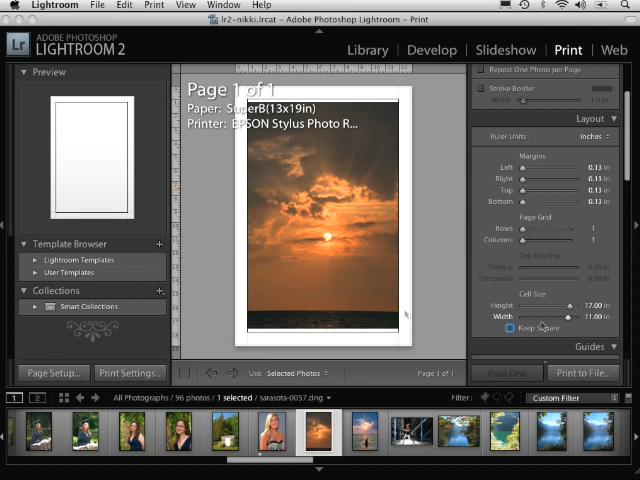 Lightroom File Edit Photo Print View Window Help
lr2-nikki.lrcat - Adobe Photoshop Lightroom - Print
Lr ADOBE PHOTOSHOP
LIGHTROOM 2
Library | Develop | Slideshow | Print | Web
Preview
Page 1 of 1
Paper: SuperB(13x19in)
Printer: EPSON Stylus Photo R...
Template Browser
Lightroom Templates
User Templates
Collections
Smart Collections
Page Setup...
Print Settings...
Use: Selected Photos
Page 1 of 1
Repeat One Photo per Page
Stroke Border
Width 1.0 pt
Layout
Ruler Units: Inches
Margins
Left 0.13 in
Right 0.13 in
Top 0.13 in
Bottom 0.13 in
Page Grid
Rows 1
Columns 1
Cell Spacing
Vertical 0.00 in
Horizontal 0.00 in
Cell Size
Height 17.00 in
Width 11.00 in
Keep Square
Guides
Print One
Print to File...
1 2 All Photographs / 96 photos / 1 selected / sarasota-0057.dng
Filter: Custom Filter